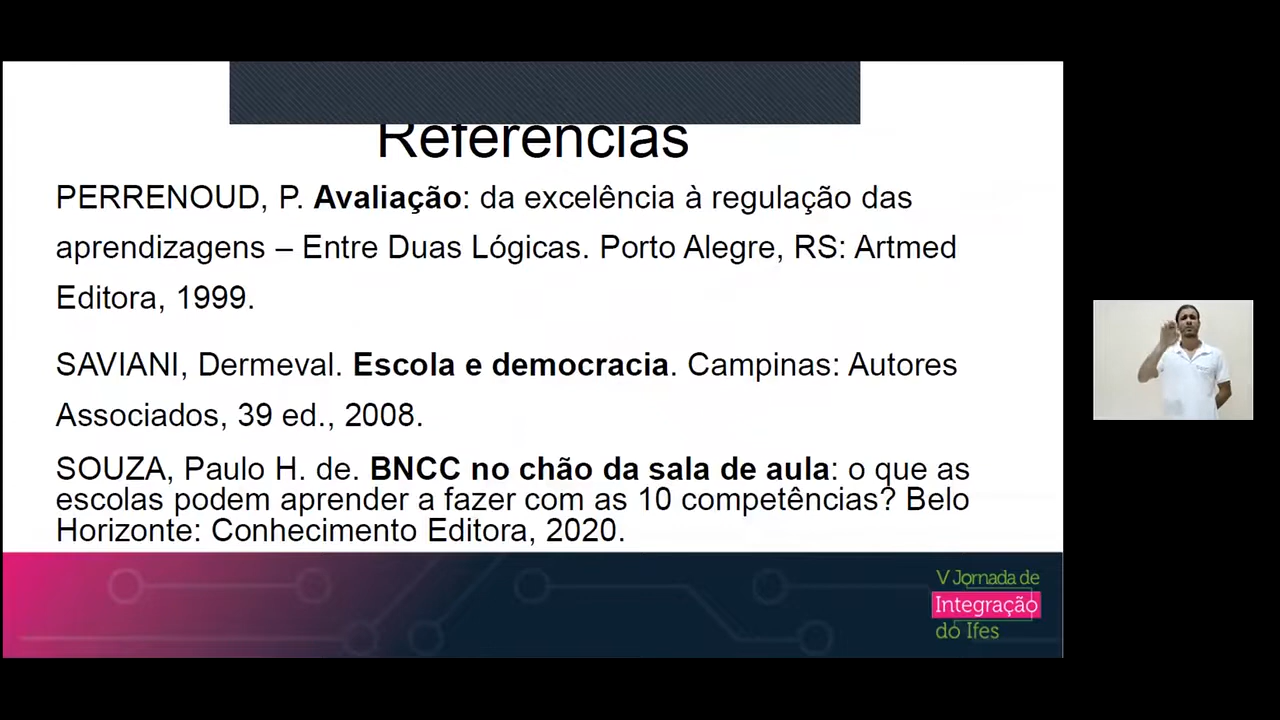 Referências
PERRENOUD, P. Avaliação: da excelência à regulação das
aprendizagens – Entre Duas Lógicas. Porto Alegre, RS: Artmed
Editora, 1999.
SAVIANI, Dermeval. Escola e democracia. Campinas: Autores
Associados, 39 ed., 2008.
SOUZA, Paulo H. de. BNCC no chão da sala de aula: o que as
escolas podem aprender a fazer com as 10 competências? Belo
Horizonte: Conhecimento Editora, 2020.
V Jornada de
Integração
do Ifes